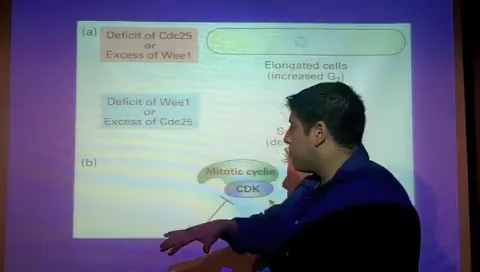 (a)
Deficit of Cdc25
or
Excess of Wee1
Elongated cells
(increased G₂)
Deficit of Wee1
or
Excess of Cdc25
(b)
Mitotic cyclin
CDK